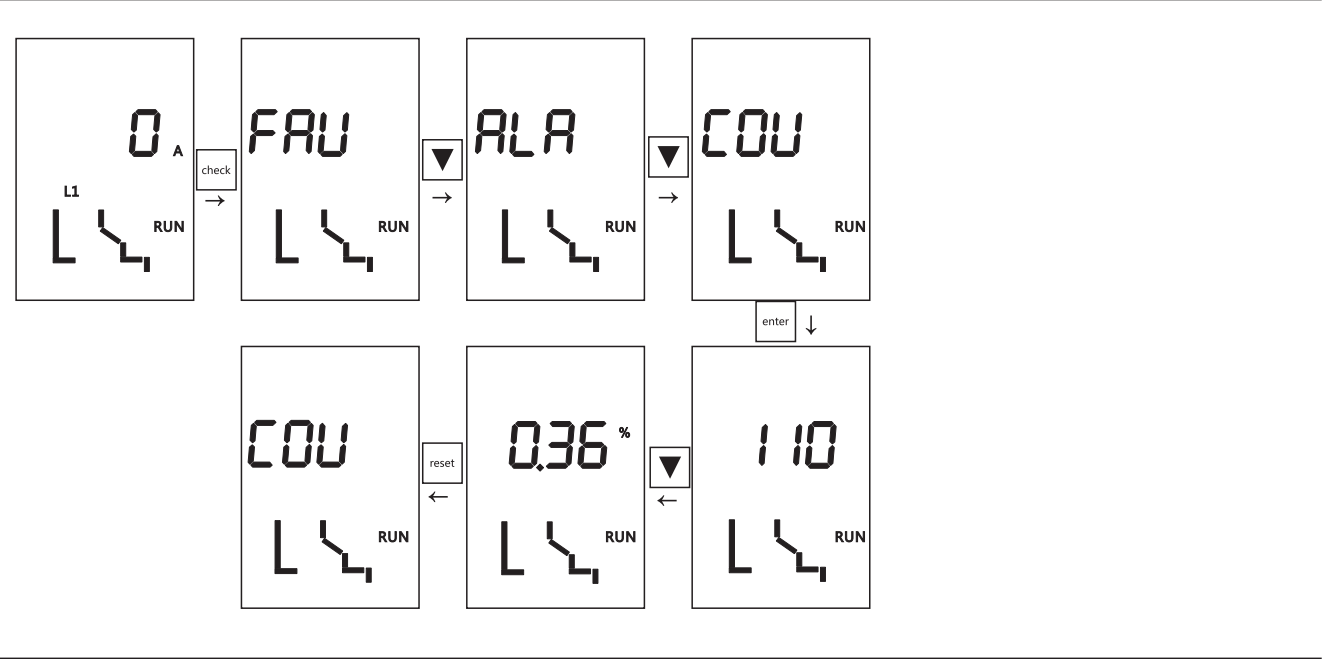 0 A
L1
RUN
check
→
FAU
RUN
▼
→
ALA
RUN
▼
→
COU
RUN
enter ↓
110
RUN
▼
←
0.36 %
RUN
reset
←
COU
RUN